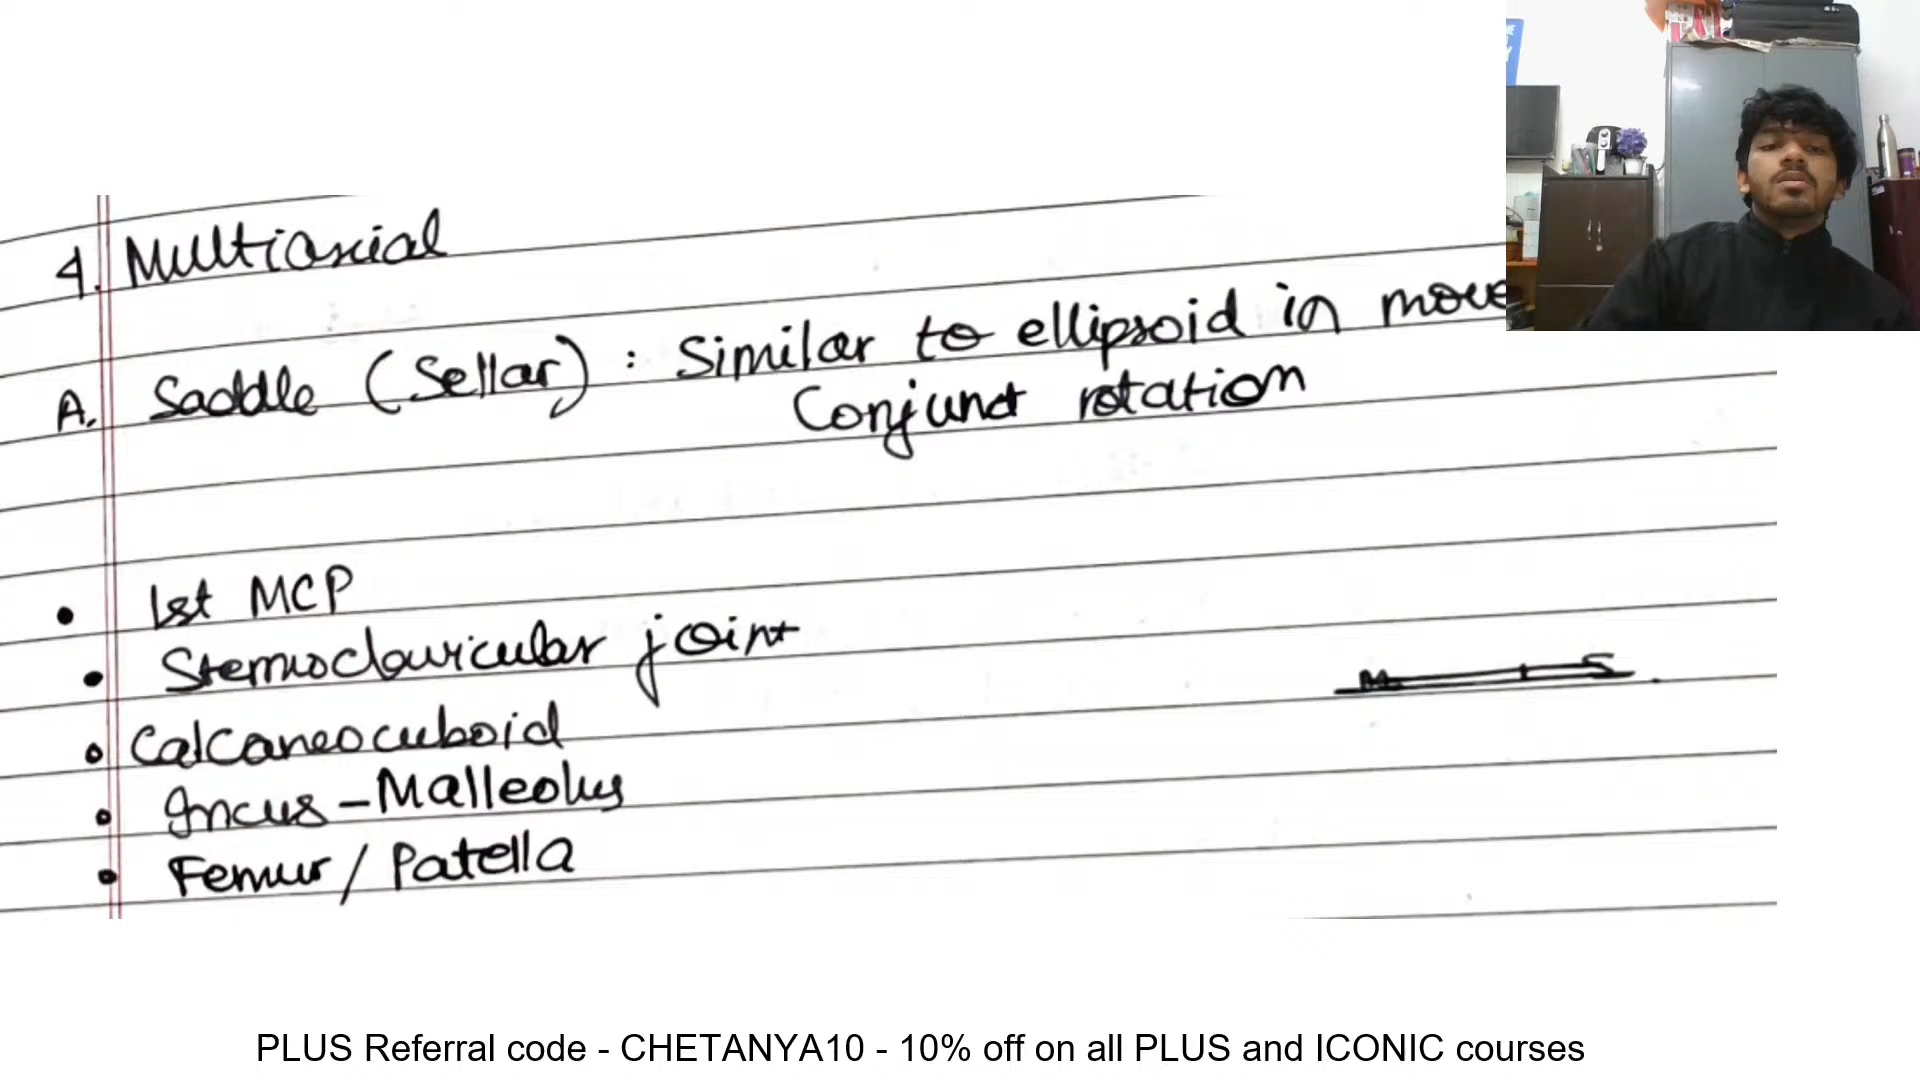 4. Multiaxial
A. Saddle (Sellar) : Similar to ellipsoid in move
Conjunct rotation
• 1st MCP
• Sternoclavicular joint
• Calcaneocuboid
• Incus - Malleolus
• Femur / Patella
M I S
PLUS Referral code - CHETANYA10 - 10% off on all PLUS and ICONIC courses